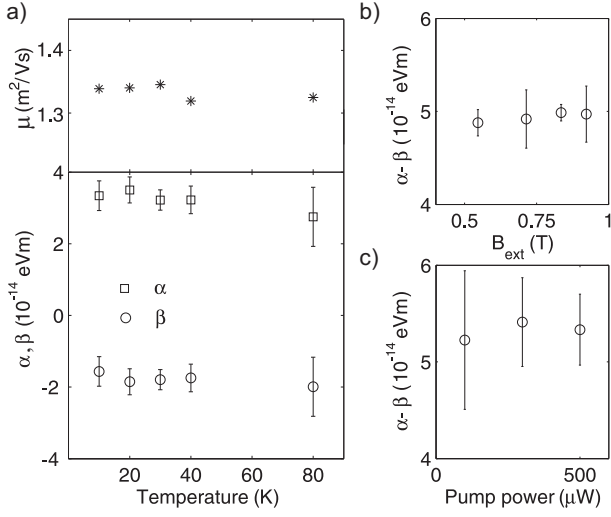 a)
1.4
1.3
μ (m²/Vs)
4
2
0
−2
−4
α, β (10⁻¹⁴ eVm)
α
β
20 40 60 80
Temperature (K)
b)
6
5
4
α- β (10⁻¹⁴ eVm)
0.5 0.75 1
B_ext (T)
c)
6
5
4
α- β (10⁻¹⁴ eVm)
0 500
Pump power (μW)